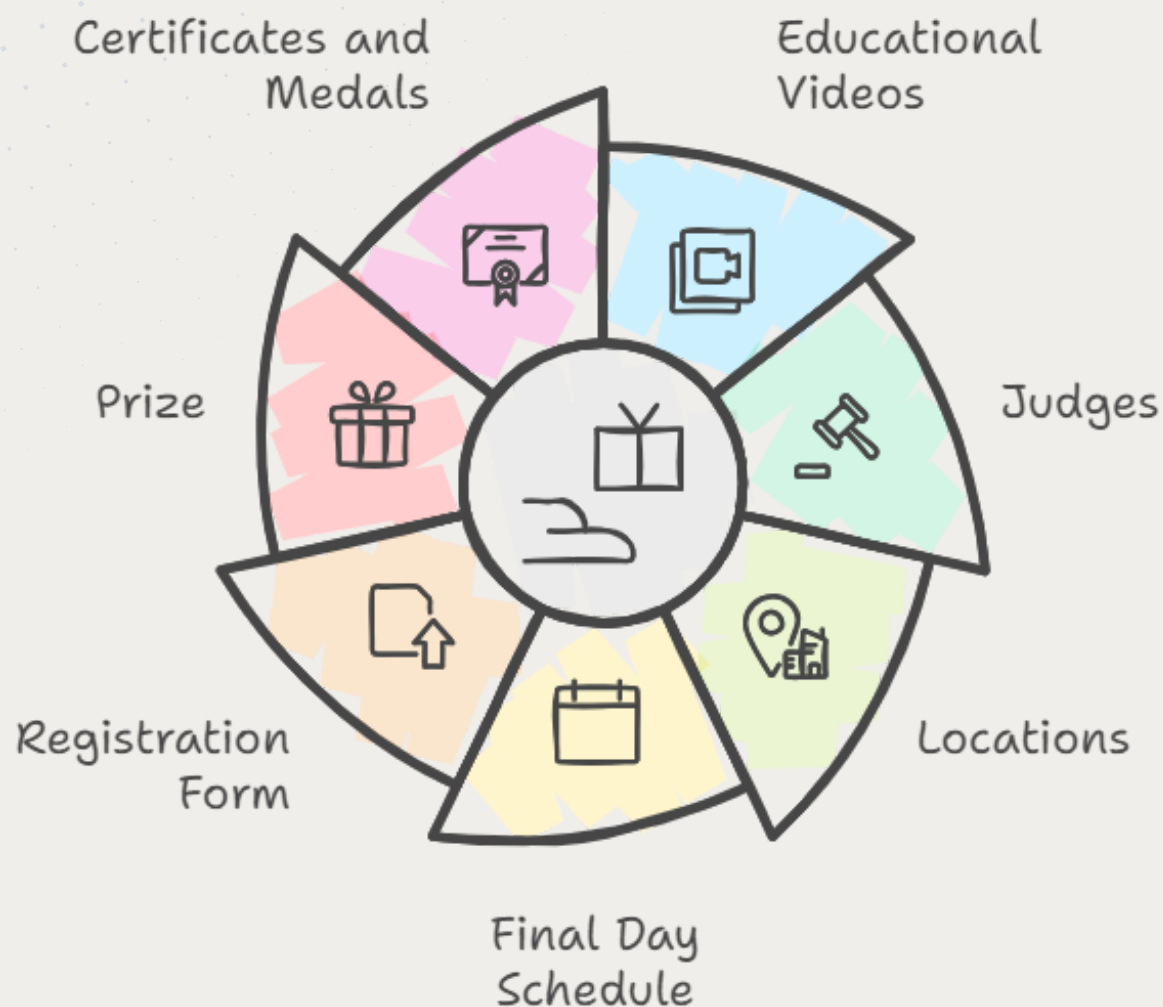 Certificates and
Medals
Educational
Videos
Prize
Judges
Registration
Form
Locations
Final Day
Schedule